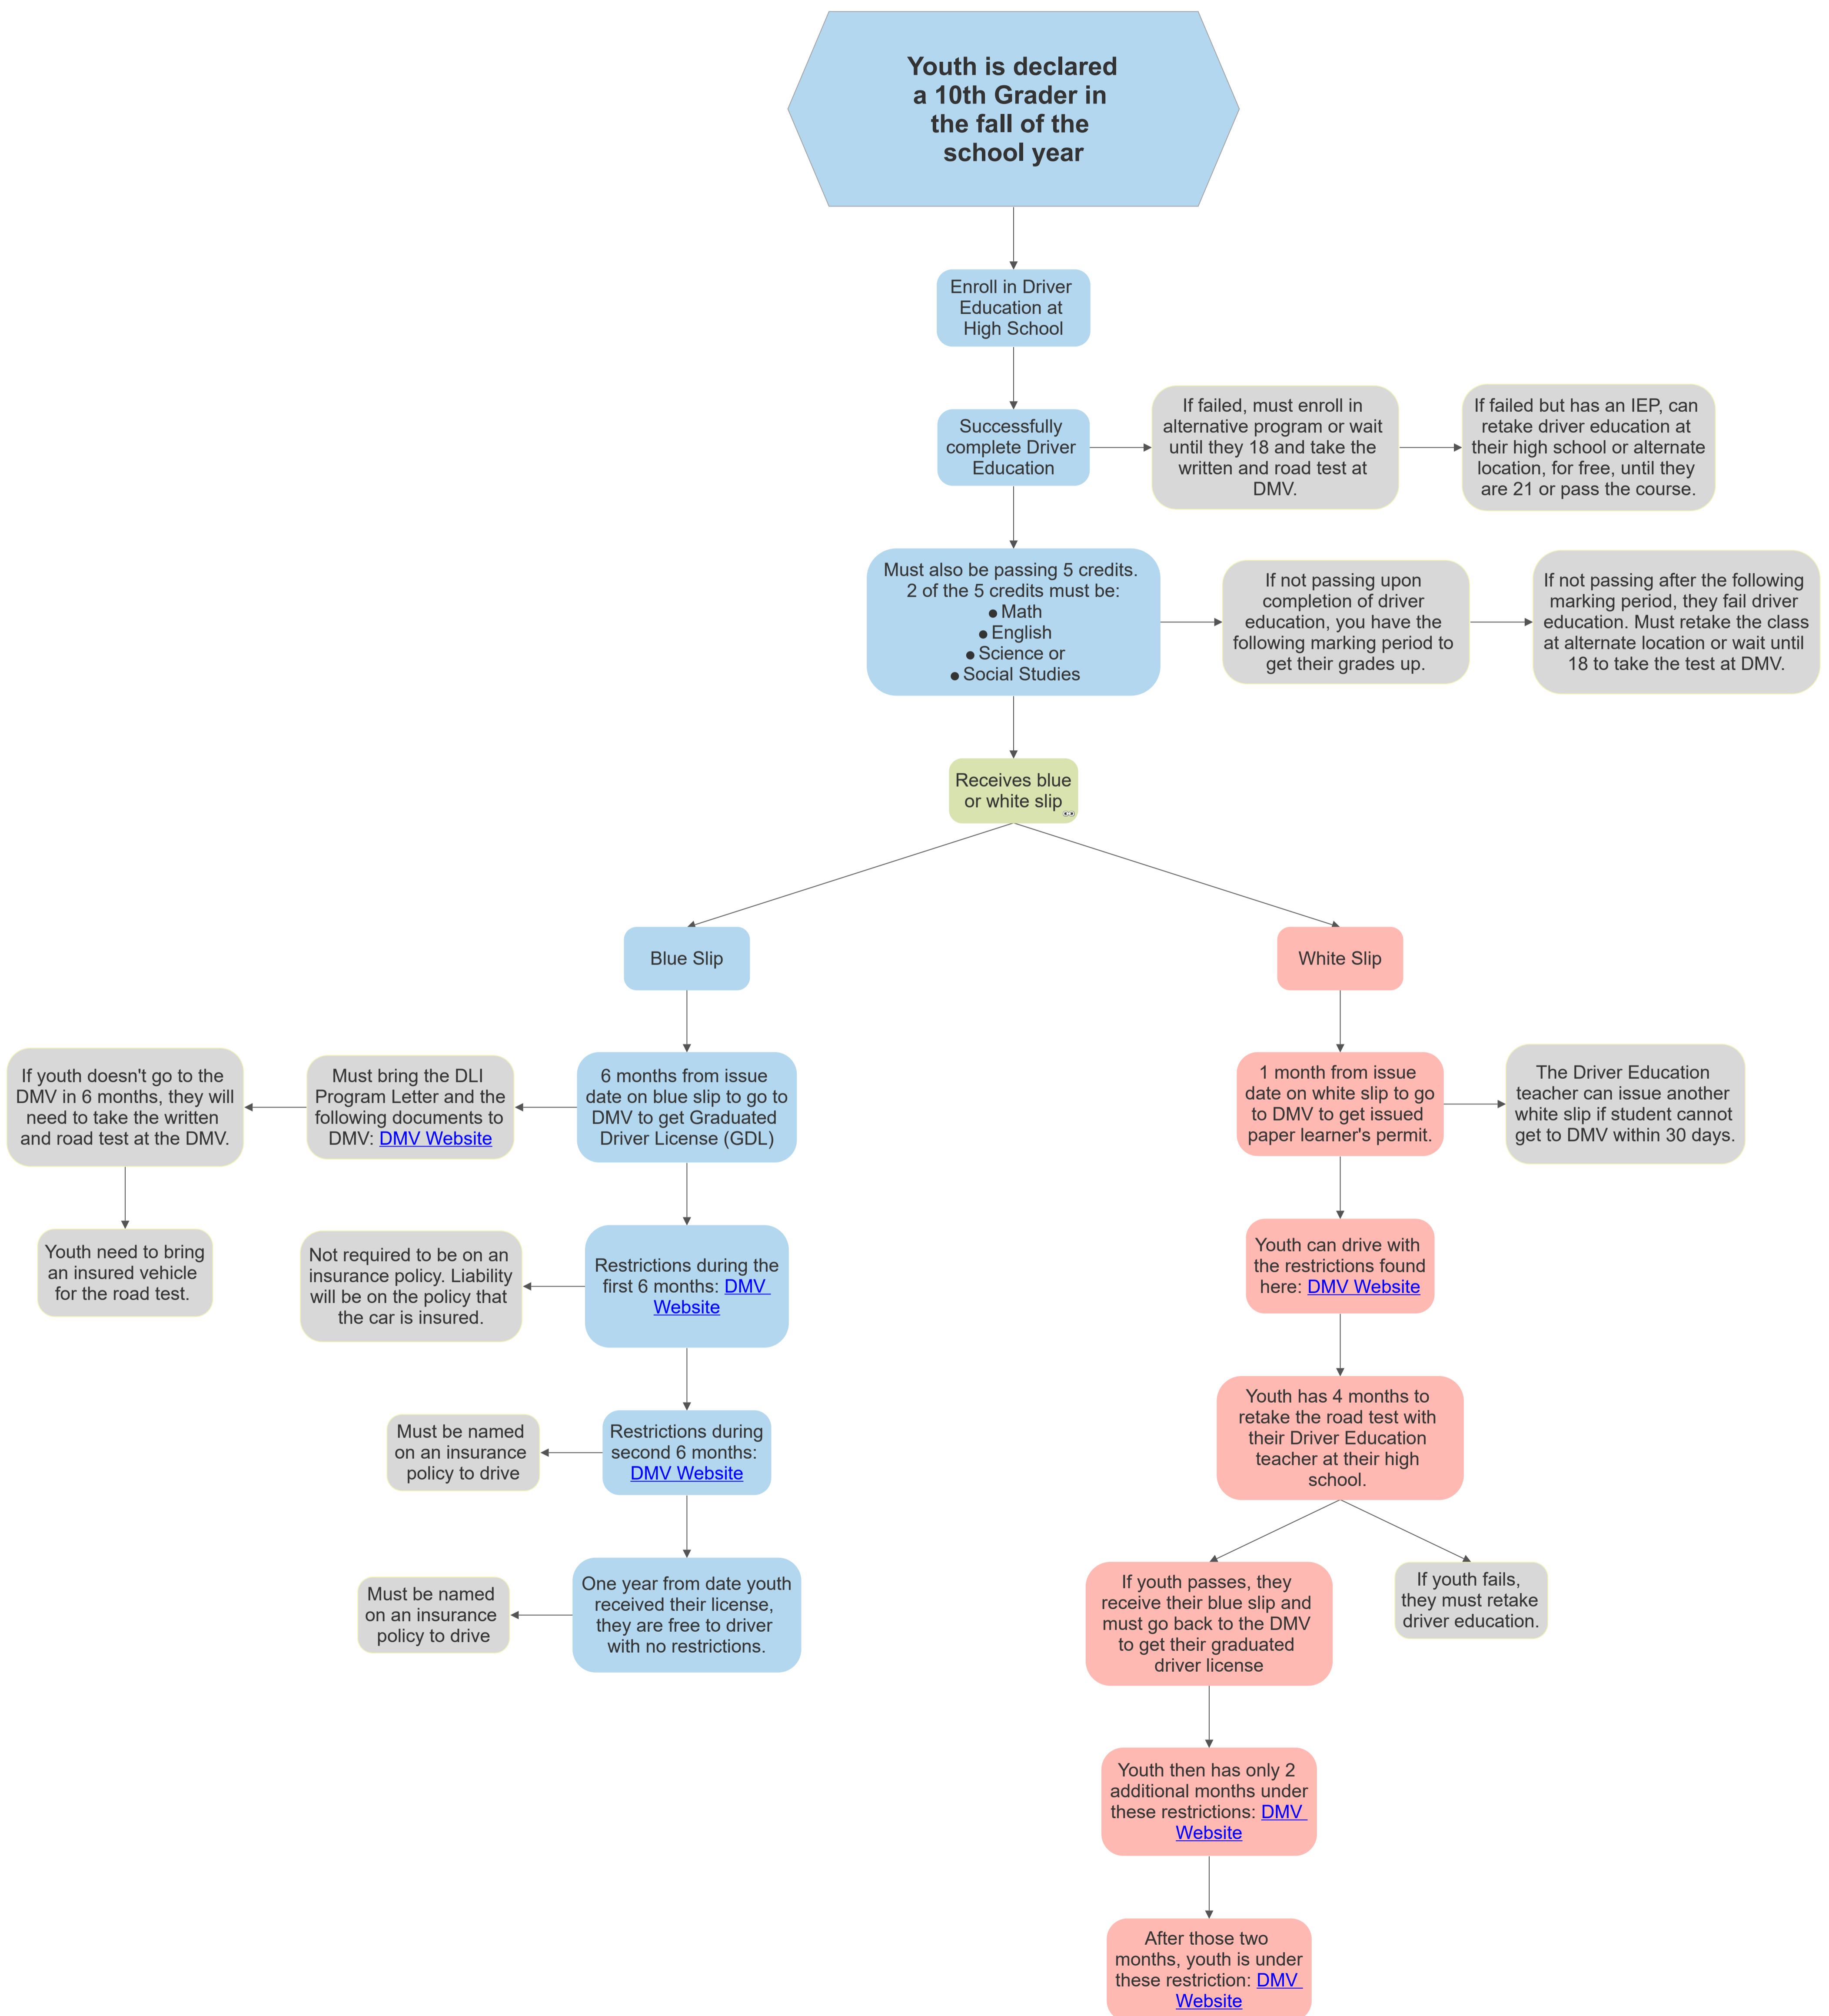 Youth is declared
a 10th Grader in
the fall of the
school year
Enroll in Driver
Education at
High School
Successfully
complete Driver
Education
If failed, must enroll in
alternative program or wait
until they 18 and take the
written and road test at
DMV.
If failed but has an IEP, can
retake driver education at
their high school or alternate
location, for free, until they
are 21 or pass the course.
Must also be passing 5 credits.
2 of the 5 credits must be:
● Math
● English
● Science or
● Social Studies
If not passing upon
completion of driver
education, you have the
following marking period to
get their grades up.
If not passing after the following
marking period, they fail driver
education. Must retake the class
at alternate location or wait until
18 to take the test at DMV.
Receives blue
or white slip
Blue Slip
White Slip
If youth doesn't go to the
DMV in 6 months, they will
need to take the written
and road test at the DMV.
Must bring the DLI
Program Letter and the
following documents to
DMV: DMV Website
6 months from issue
date on blue slip to go to
DMV to get Graduated
Driver License (GDL)
1 month from issue
date on white slip to go
to DMV to get issued
paper learner's permit.
The Driver Education
teacher can issue another
white slip if student cannot
get to DMV within 30 days.
Youth need to bring
an insured vehicle
for the road test.
Not required to be on an
insurance policy. Liability
will be on the policy that
the car is insured.
Restrictions during the
first 6 months: DMV
Website
Youth can drive with
the restrictions found
here: DMV Website
Must be named
on an insurance
policy to drive
Restrictions during
second 6 months:
DMV Website
Youth has 4 months to
retake the road test with
their Driver Education
teacher at their high
school.
Must be named
on an insurance
policy to drive
One year from date youth
received their license,
they are free to driver
with no restrictions.
If youth passes, they
receive their blue slip and
must go back to the DMV
to get their graduated
driver license
If youth fails,
they must retake
driver education.
Youth then has only 2
additional months under
these restrictions: DMV
Website
After those two
months, youth is under
these restriction: DMV
Website